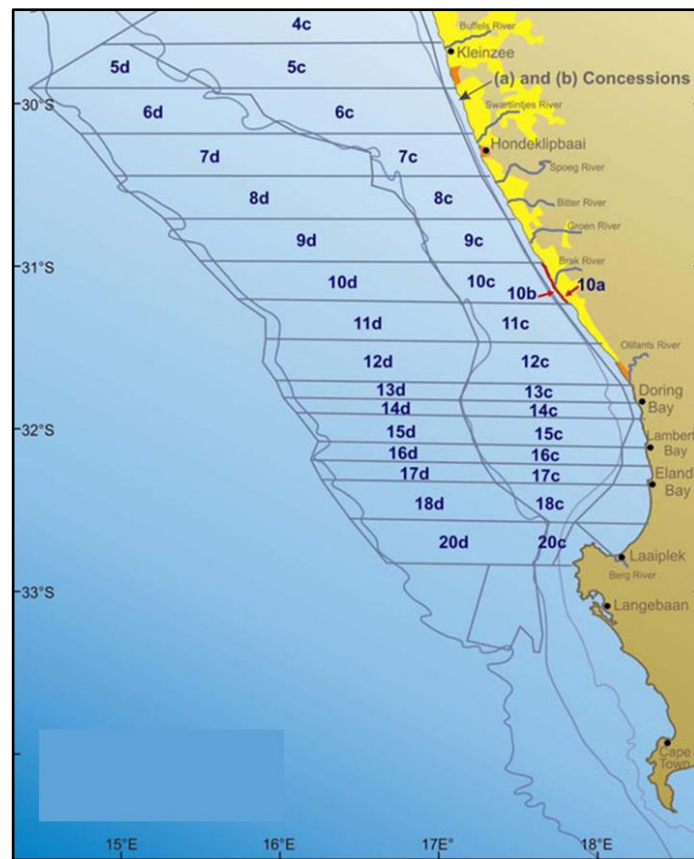 4c
Buffels River
Kleinzee
5d
5c
(a) and (b) Concessions
30°S
6d
6c
Swartlintjes River
Hondeklipbaai
7d
7c
Spoeg River
8d
8c
Bitter River
9d
9c
Groen River
31°S
Brak River
10d
10c
10b
10a
11d
11c
Olifants River
12d
12c
13d
13c
Doring
Bay
14d
14c
32°S
15d
15c
Lambert
Bay
16d
16c
17d
17c
Eland
Bay
18d
18c
20d
20c
Laaiplek
Berg River
33°S
Langebaan
Cape
Town
15°E
16°E
17°E
18°E